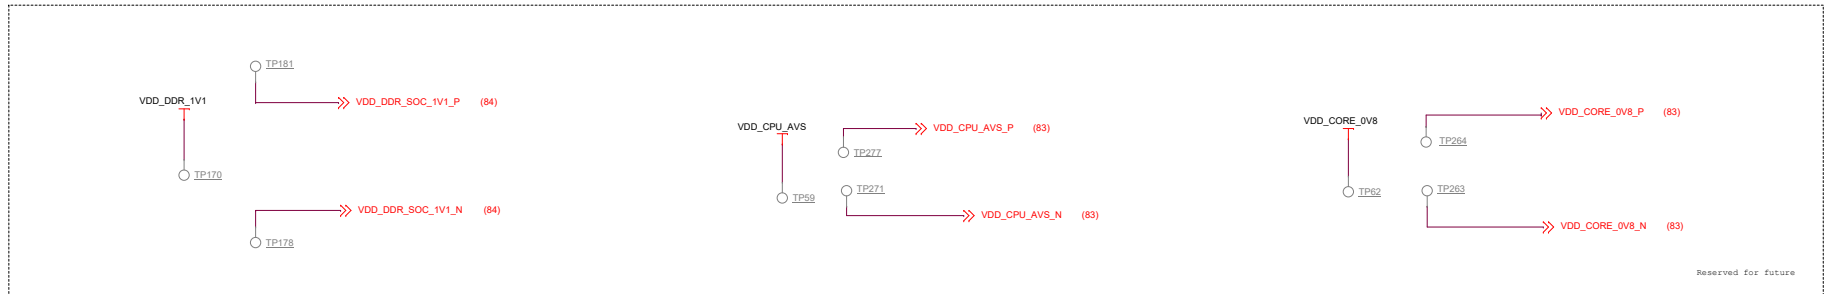 TP181
VDD_DDR_1V1
VDD_DDR_SOC_1V1_P (84)
TP170
VDD_DDR_SOC_1V1_N (84)
TP178
VDD_CPU_AVS
VDD_CPU_AVS_P (83)
TP277
TP59
TP271
VDD_CPU_AVS_N (83)
VDD_CORE_0V8
VDD_CORE_0V8_P (83)
TP264
TP62
TP263
VDD_CORE_0V8_N (83)
Reserved for future